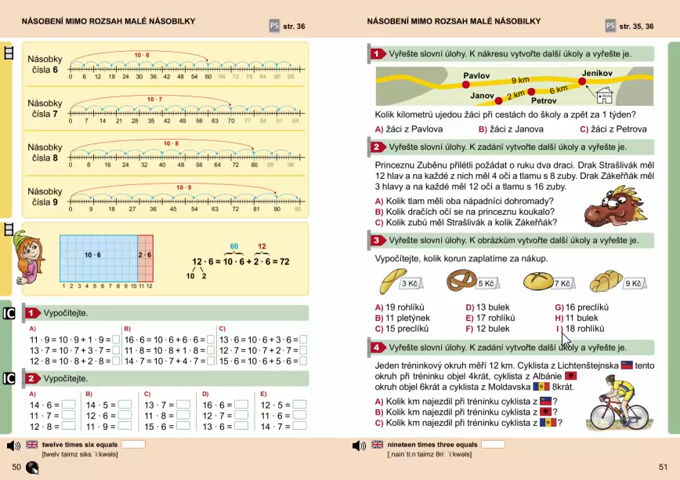 NÁSOBENÍ MIMO ROZSAH MALÉ NÁSOBILKY
PS str. 36
Násobky
čísla 6
10 · 6
0 6 12 18 24 30 36 42 48 54 60 66 72 78 84 90 96
Násobky
čísla 7
10 · 7
0 7 14 21 28 35 42 49 56 63 70 77 84 91 98
Násobky
čísla 8
10 · 8
0 8 16 24 32 40 48 56 64 72 80 88 96
Násobky
čísla 9
10 · 9
0 9 18 27 36 45 54 63 72 81 90 99
10 · 6
2 · 6
1 2 3 4 5 6 7 8 9 10 11 12
60 12
12 · 6 = 10 · 6 + 2 · 6 = 72
10 2
1 Vypočítejte.
A) B) C)
11 · 9 = 10 · 9 + 1 · 9 = 16 · 6 = 10 · 6 + 6 · 6 = 13 · 6 = 10 · 6 + 3 · 6 =
13 · 7 = 10 · 7 + 3 · 7 = 11 · 8 = 10 · 8 + 1 · 8 = 12 · 7 = 10 · 7 + 2 · 7 =
12 · 8 = 10 · 8 + 2 · 8 = 14 · 7 = 10 · 7 + 4 · 7 = 15 · 6 = 10 · 6 + 5 · 6 =
2 Vypočítejte.
A) B) C) D) E)
14 · 6 = 14 · 5 = 13 · 7 = 16 · 6 = 12 · 5 =
11 · 7 = 12 · 6 = 11 · 8 = 12 · 7 = 11 · 6 =
12 · 8 = 11 · 9 = 15 · 6 = 13 · 6 = 14 · 7 =
twelve times six equals
50
NÁSOBENÍ MIMO ROZSAH MALÉ NÁSOBILKY
PS str. 35, 36
1 Vyřešte slovní úlohy. K nákresu vytvořte další úkoly a vyřešte je.
Pavlov
9 km
Jeníkov
Janov
2 km
Petrov
6 km
Kolik kilometrů ujedou žáci při cestách do školy a zpět za 1 týden?
A) žáci z Pavlova B) žáci z Janova C) žáci z Petrova
2 Vyřešte slovní úlohy. K zadání vytvořte další úkoly a vyřešte je.
Princeznu Zuběnu přiletěli požádat o ruku dva draci. Drak Strašlivák měl
12 hlav a na každé z nich měl 4 oči a tlamu s 8 zuby. Drak Zákeřňák měl
3 hlavy a na každé měl 12 očí a tlamu s 16 zuby.
A) Kolik tlam měli oba nápadníci dohromady?
B) Kolik dračích očí se na princeznu koukalo?
C) Kolik zubů měl Strašlivák a kolik Zákeřňák?
3 Vyřešte slovní úlohy. K obrázkům vytvořte další úkoly a vyřešte je.
Vypočítejte, kolik korun zaplatíme za nákup.
3 Kč 5 Kč 7 Kč 9 Kč
A) 19 rohlíků D) 13 bulek G) 16 preclíků
B) 11 pletýnek E) 17 rohlíků H) 11 bulek
C) 15 preclíků F) 12 bulek I) 18 rohlíků
4 Vyřešte slovní úlohy. K zadání vytvořte další úkoly a vyřešte je.
Jeden tréninkový okruh měří 12 km. Cyklista z Lichtenštejnska tento
okruh při tréninku objel 4krát, cyklista z Albánie
okruh objel 6krát a cyklista z Moldavska 8krát.
A) Kolik km najezdil při tréninku cyklista z ?
B) Kolik km najezdil při tréninku cyklista z ?
C) Kolik km najezdil při tréninku cyklista z ?
nineteen times three equals
51